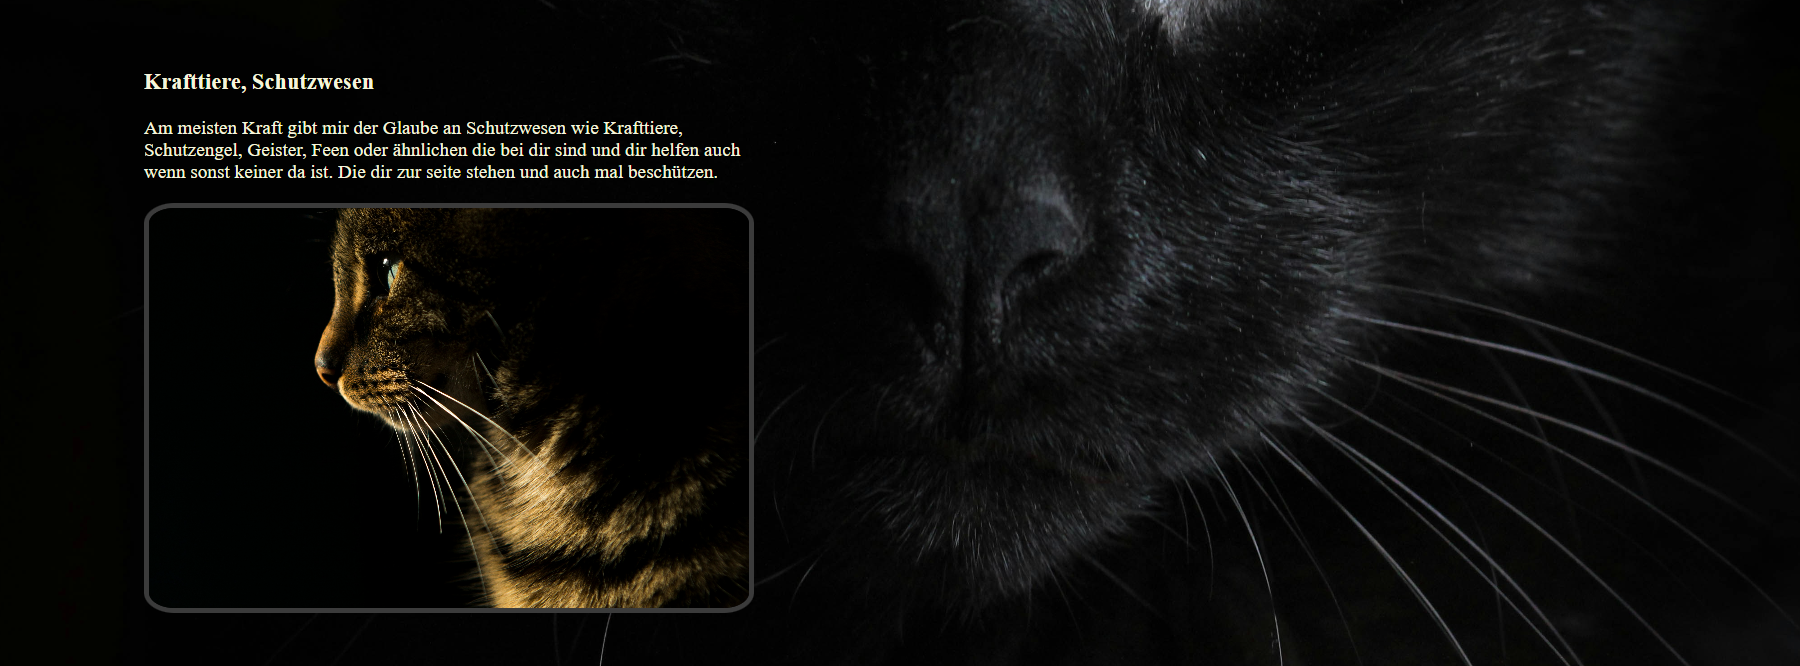 Krafttiere, Schutzwesen
Am meisten Kraft gibt mir der Glaube an Schutzwesen wie Krafttiere,
Schutzengel, Geister, Feen oder ähnlichen die bei dir sind und dir helfen auch
wenn sonst keiner da ist. Die dir zur seite stehen und auch mal beschützen.